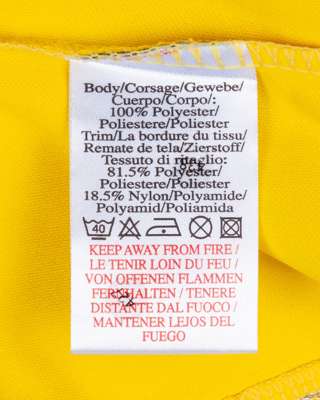 Body/Corsage/Gewebe/
Cuerpo/Corpo/:
100% Polyester/
Poliestere/Poliester
Trim/La bordure du tissu/
Remate de tela/Zierstoff/
Tessuto di ritaglio:
81.5% Polyester/
Poliestere/Poliester
18.5% Nylon/Polyamide/
Polyamid/Poliamida
40
KEEP AWAY FROM FIRE/
LE TENIR LOIN DU FEU/
VON OFFENEN FLAMMEN
FERNHALTEN / TENERE
DISTANTE DAL FUOCO/
MANTENER LEJOS DEL
FUEGO